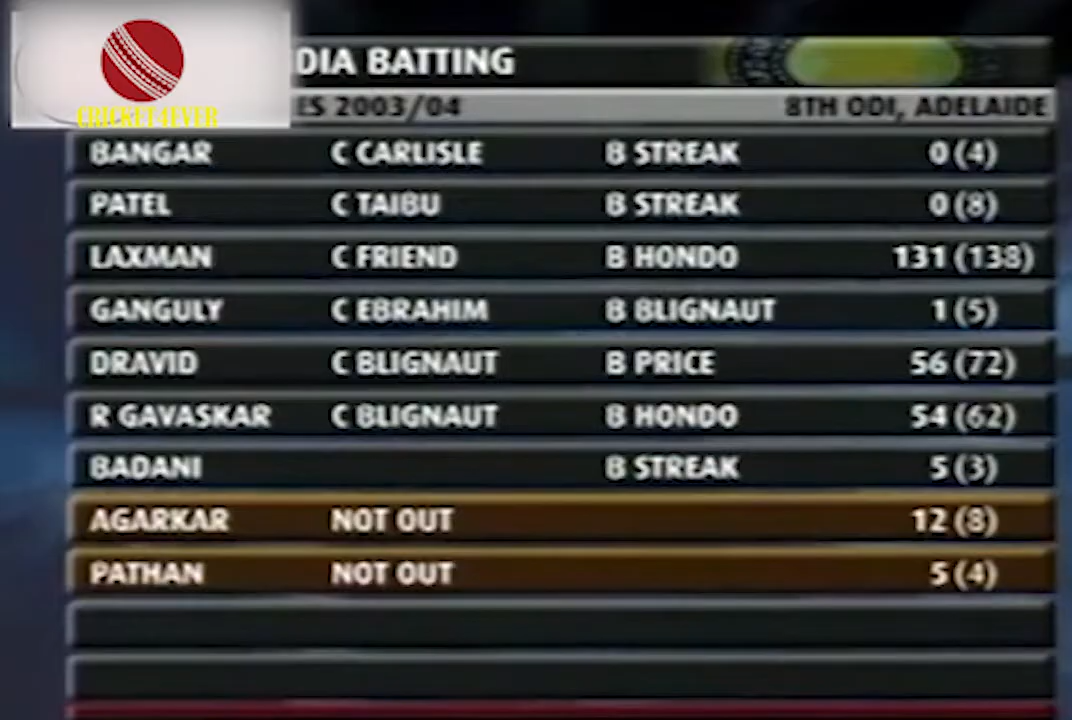 DIA BATTING
CRICKET4EVER
ES 2003/04 8TH ODI, ADELAIDE
BANGAR C CARLISLE B STREAK 0 (4)
PATEL C TAIBU B STREAK 0 (8)
LAXMAN C FRIEND B HONDO 131 (138)
GANGULY C EBRAHIM B BLIGNAUT 1 (5)
DRAVID C BLIGNAUT B PRICE 56 (72)
R GAVASKAR C BLIGNAUT B HONDO 54 (62)
BADANI B STREAK 5 (3)
AGARKAR NOT OUT 12 (8)
PATHAN NOT OUT 5 (4)